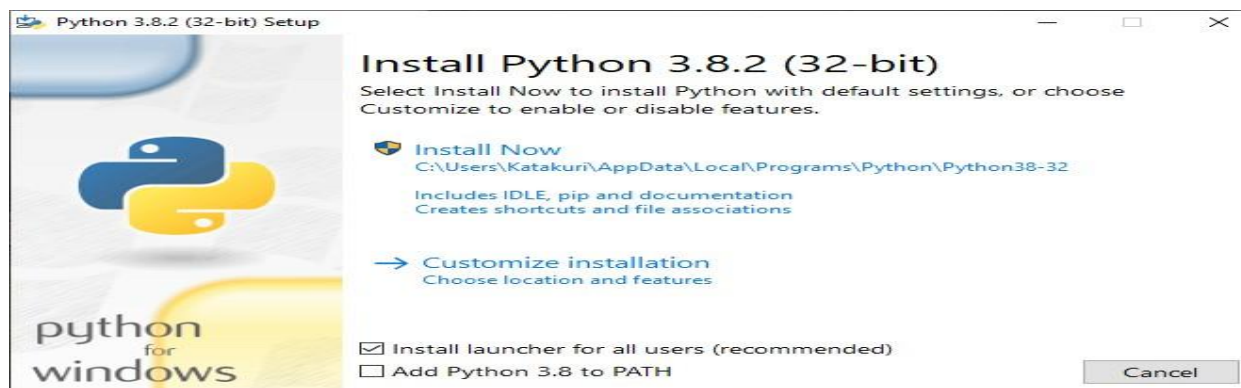 Python 3.8.2 (32-bit) Setup
Install Python 3.8.2 (32-bit)
Select Install Now to install Python with default settings, or choose
Customize to enable or disable features.
Install Now
C:\Users\Katakuri\AppData\Local\Programs\Python\Python38-32
Includes IDLE, pip and documentation
Creates shortcuts and file associations
Customize installation
Choose location and features
python
for
windows
Install launcher for all users (recommended)
Add Python 3.8 to PATH
Cancel